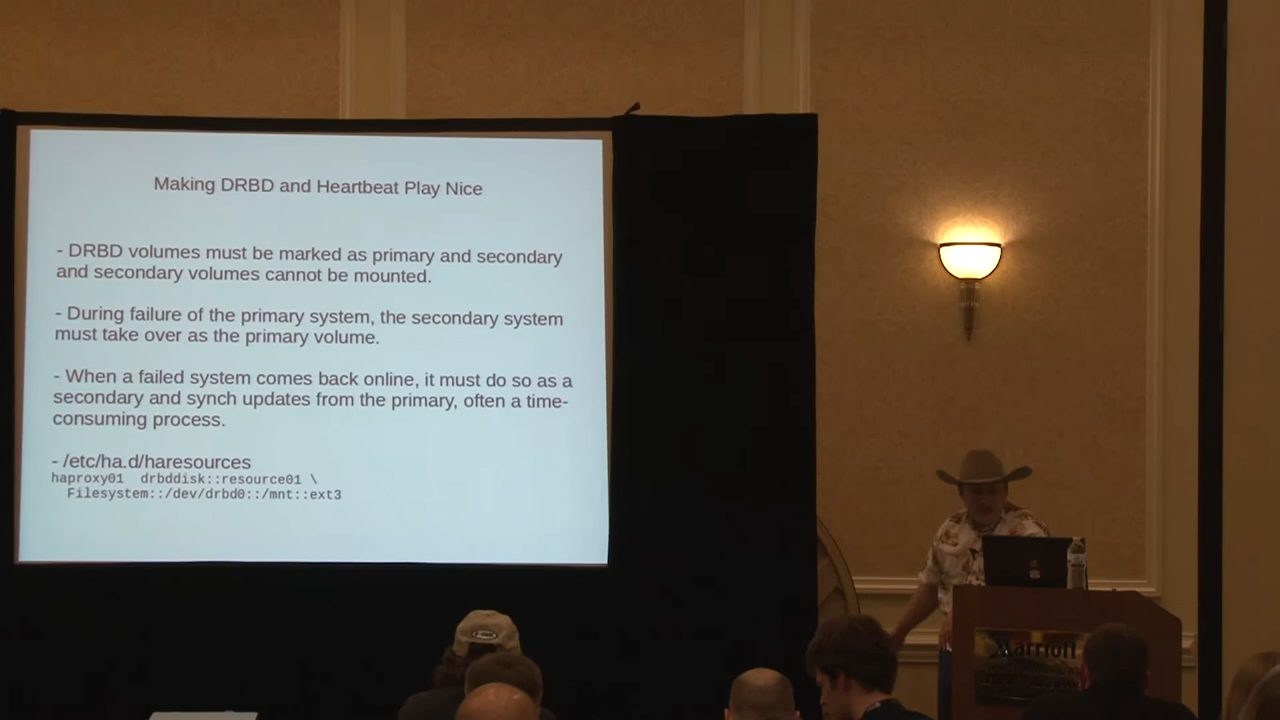 Making DRBD and Heartbeat Play Nice
- DRBD volumes must be marked as primary and secondary
and secondary volumes cannot be mounted.
- During failure of the primary system, the secondary system
must take over as the primary volume.
- When a failed system comes back online, it must do so as a
secondary and synch updates from the primary, often a time-
consuming process.
- /etc/ha.d/haresources
haproxy01  drbddisk::resource01 \
Filesystem::/dev/drbd0::/mnt::ext3
Marriott